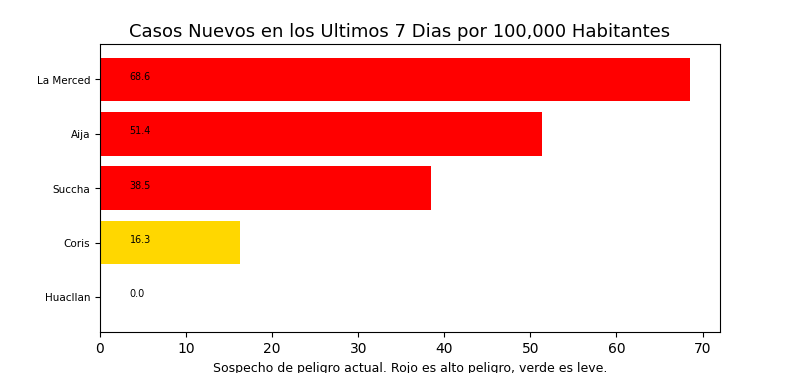 Casos Nuevos en los Ultimos 7 Dias por 100,000 Habitantes
La Merced 68.6
Aija 51.4
Succha 38.5
Coris 16.3
Huacllan 0.0
0 10 20 30 40 50 60 70
Sospecho de peligro actual. Rojo es alto peligro, verde es leve.